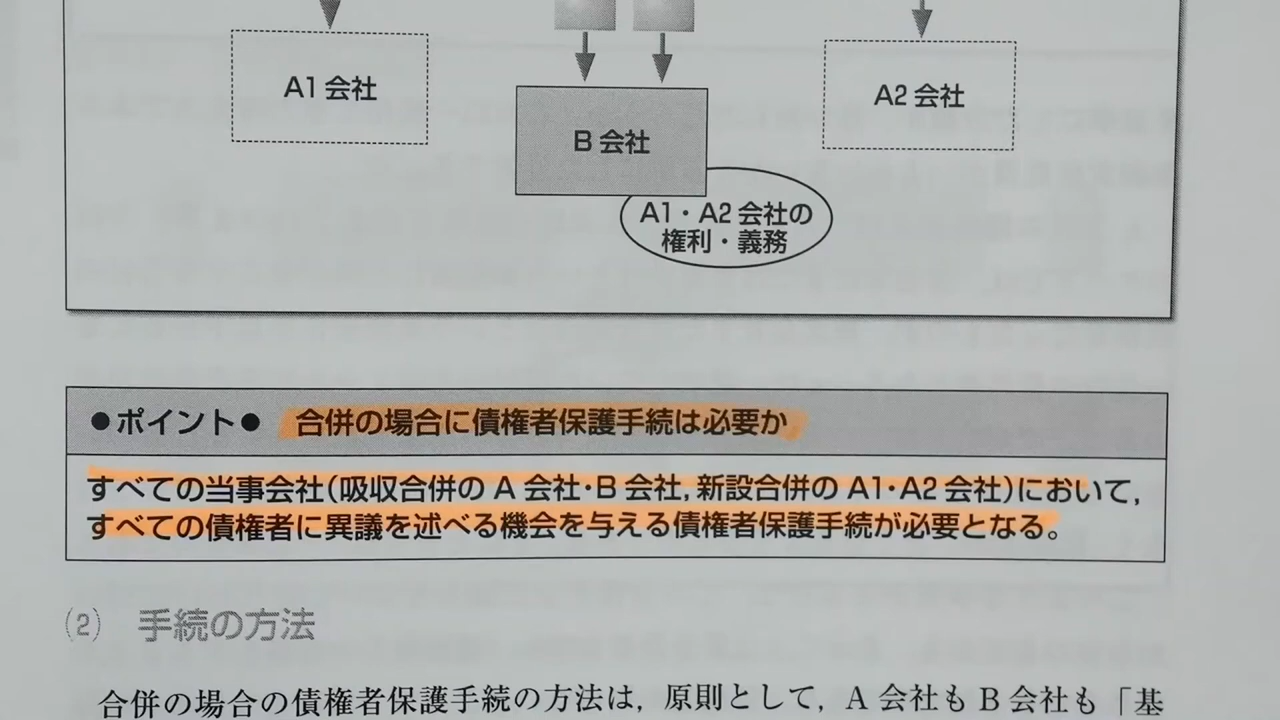 A1 会社
B 会社
A2 会社
A1・A2 会社の
権利・義務
●ポイント● 合併の場合に債権者保護手続は必要か
すべての当事会社(吸収合併の A 会社・B 会社, 新設合併の A1・A2 会社)において,
すべての債権者に異議を述べる機会を与える債権者保護手続が必要となる。
(2) 手続の方法
合併の場合の債権者保護手続の方法は, 原則として, A 会社も B 会社も「基